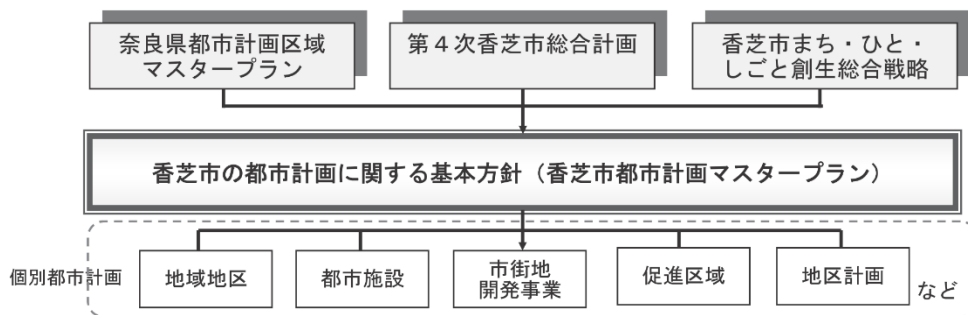 奈良県都市計画区域
マスタープラン
第４次香芝市総合計画
香芝市まち・ひと・
しごと創生総合戦略
香芝市の都市計画に関する基本方針（香芝市都市計画マスタープラン）
個別都市計画
地域地区
都市施設
市街地
開発事業
促進区域
地区計画
など